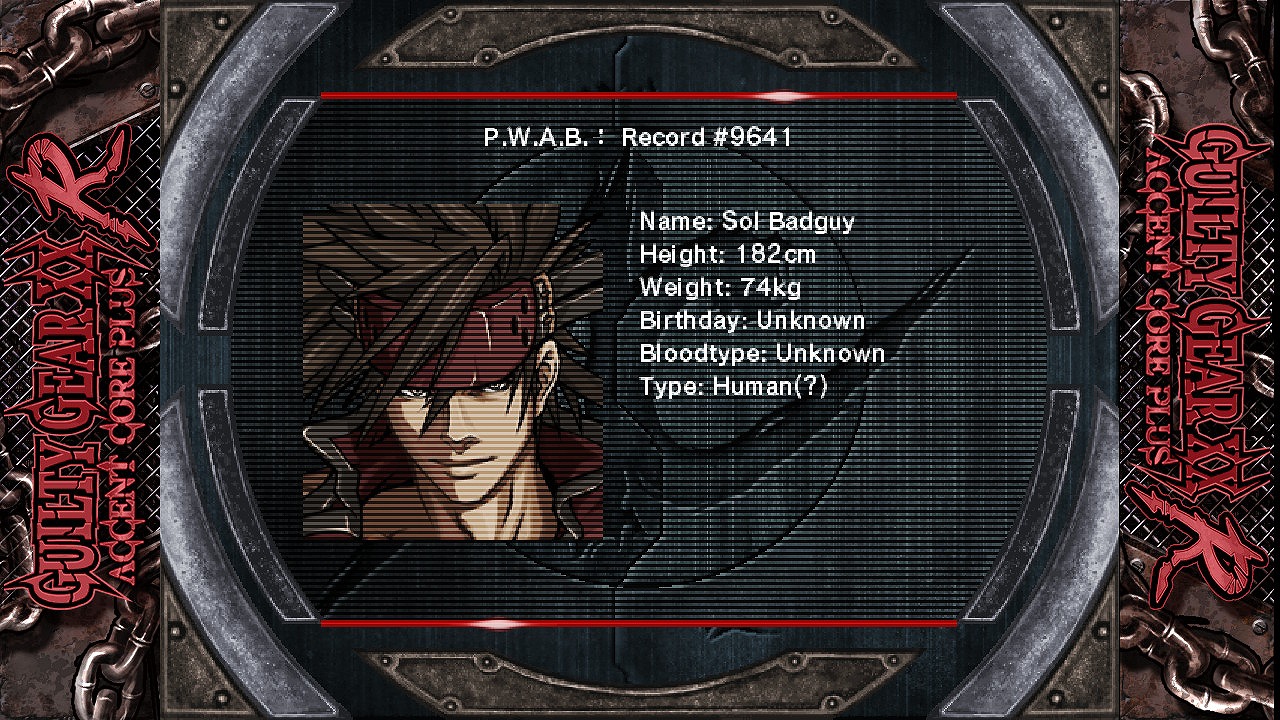 GUILTY GEAR XX
ACCENT CORE PLUS R
P.W.A.B. : Record #9641
Name: Sol Badguy
Height: 182cm
Weight: 74kg
Birthday: Unknown
Bloodtype: Unknown
Type: Human(?)
GUILTY GEAR XX
ACCENT CORE PLUS R